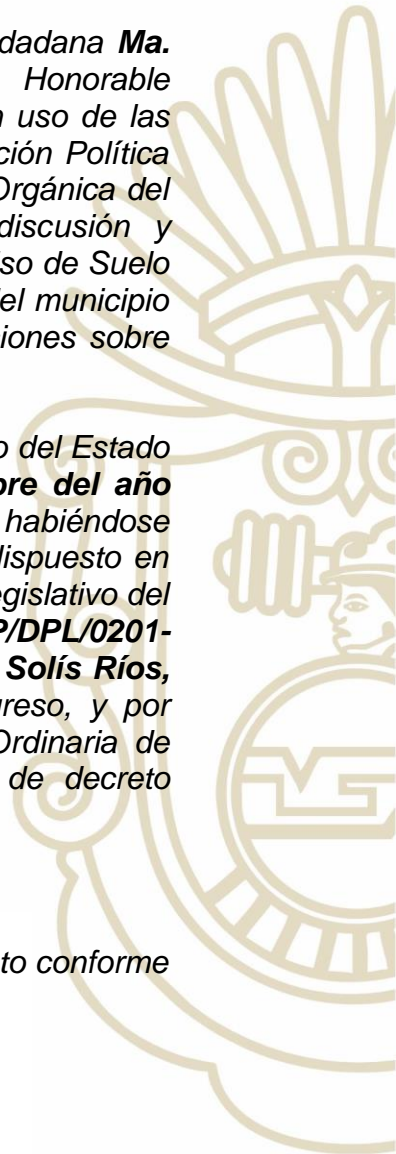 dadana Ma.
Honorable
uso de las
ción Política
Orgánica del
discusión y
so de Suelo
del municipio
iones sobre
o del Estado
bre del año
habiéndose
dispuesto en
egislativo del
P/DPL/0201-
Solís Ríos,
greso, y por
Ordinaria de
de decreto
to conforme